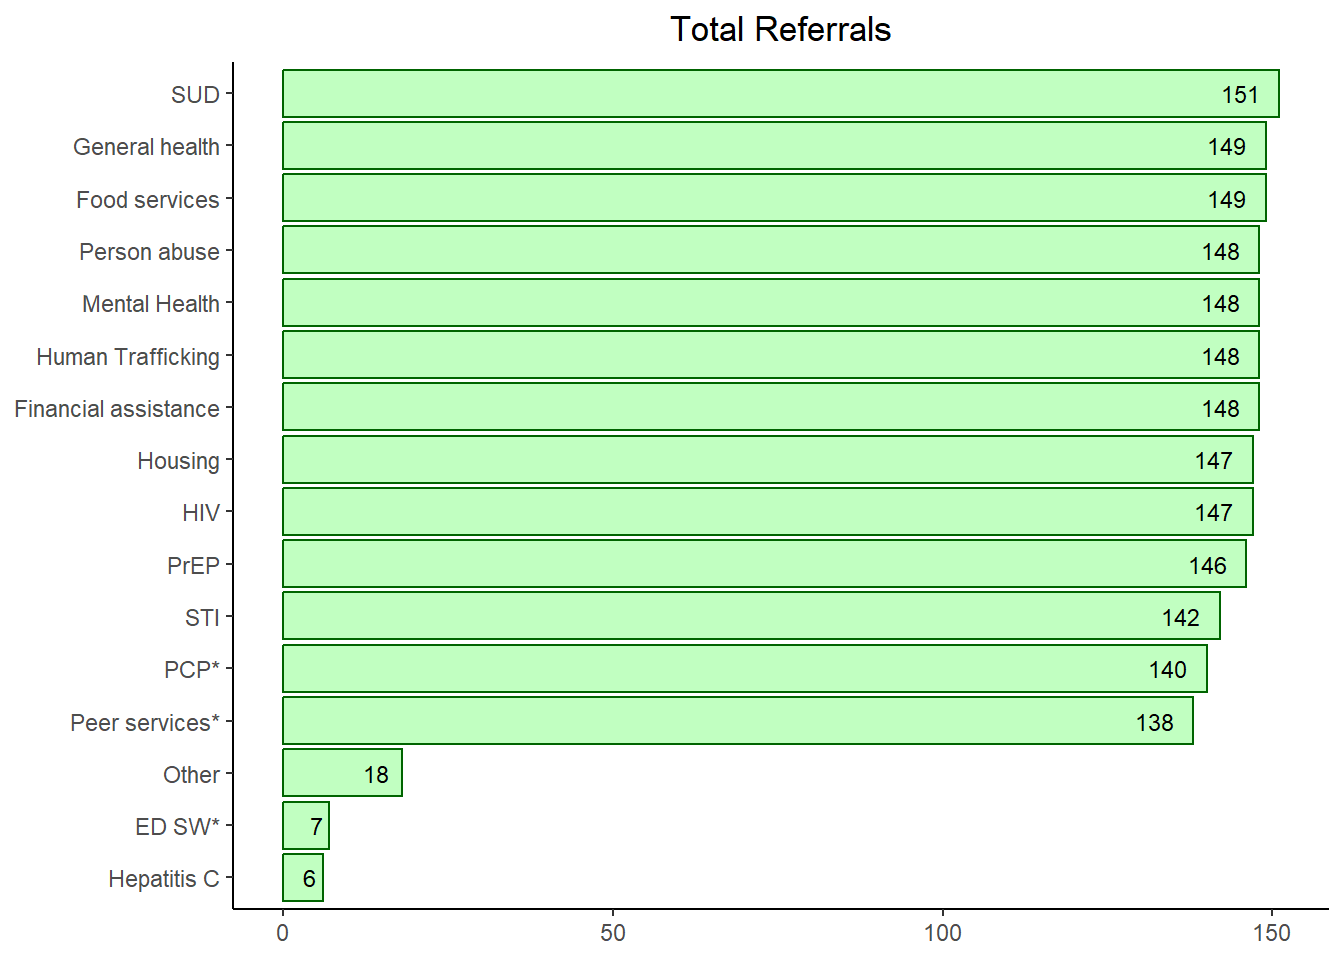 Total Referrals
SUD 151
General health 149
Food services 149
Person abuse 148
Mental Health 148
Human Trafficking 148
Financial assistance 148
Housing 147
HIV 147
PrEP 146
STI 142
PCP* 140
Peer services* 138
Other 18
ED SW* 7
Hepatitis C 6
0 50 100 150